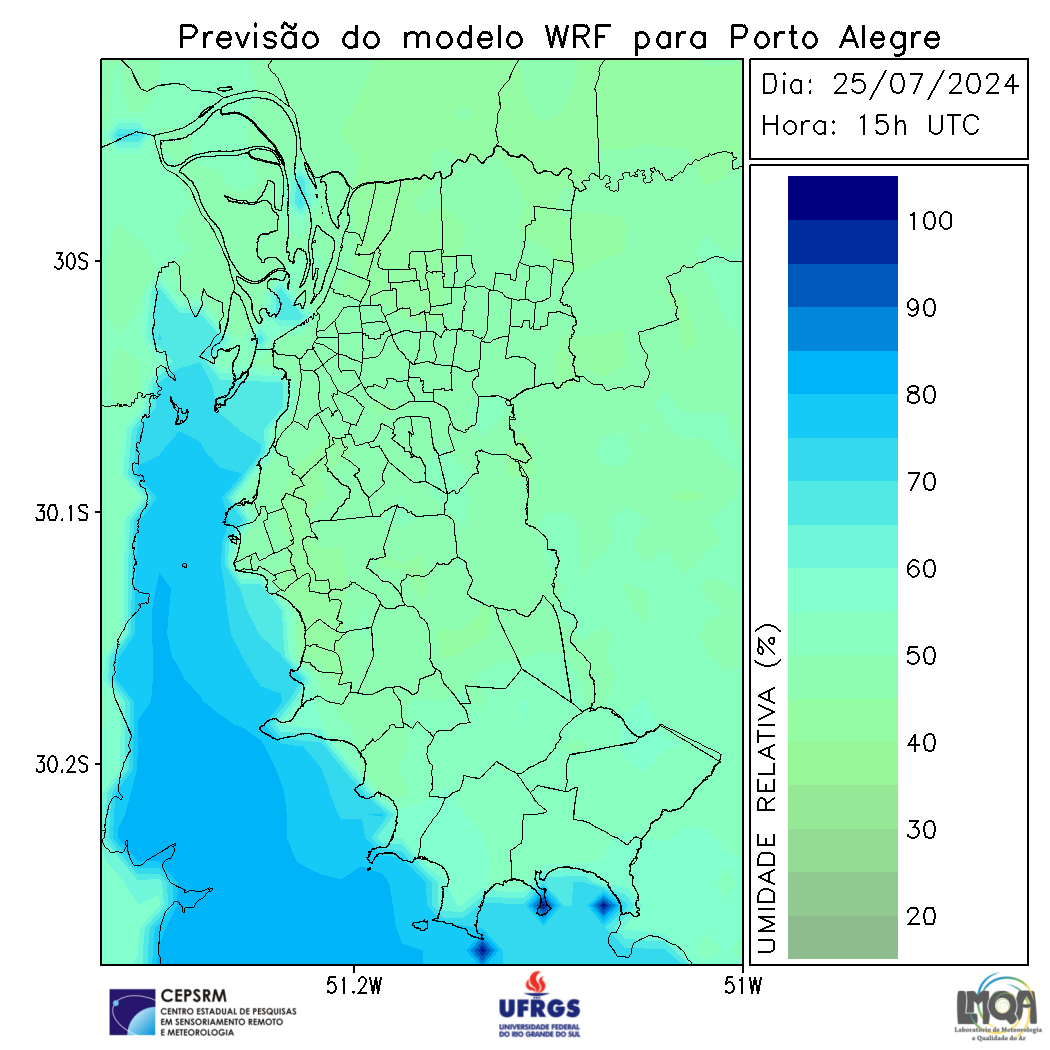 Previsão do modelo WRF para Porto Alegre
Dia: 25/07/2024
Hora: 15h UTC
100
90
80
70
60
50
40
30
20
UMIDADE RELATIVA (%)
30S
30.1S
30.2S
51.2W
51W
CEPSRM
CENTRO ESTADUAL DE PESQUISAS
EM SENSORIAMENTO REMOTO
E METEOROLOGIA
UFRGS
UNIVERSIDADE FEDERAL
DO RIO GRANDE DO SUL
LMQA
Laboratório de Meteorologia
e Qualidade do Ar